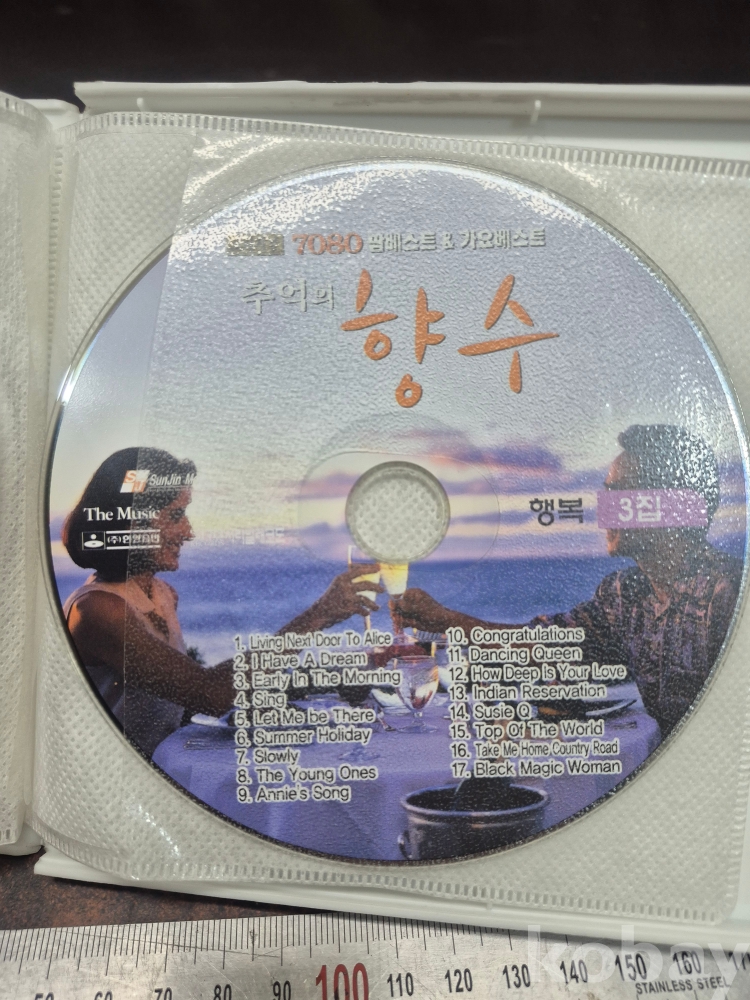 7080 팝베스트 & 가요베스트
추억의 향수
SunJin M
The Music
행복 3집
1. Living Next Door To Alice
2. I Have A Dream
3. Early In The Morning
4. Sing
5. Let Me be There
6. Summer Holiday
7. Slowly
8. The Young Ones
9. Annie's Song
10. Congratulations
11. Dancing Queen
12. How Deep Is Your Love
13. Indian Reservation
14. Susie Q
15. Top Of The World
16. Take Me Home Country Road
17. Black Magic Woman
kobay
70 80 90 100 110 120 130 140 150 160
STAINLESS STEEL